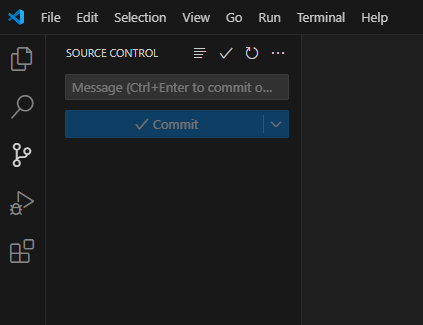 File Edit Selection View Go Run Terminal Help
SOURCE CONTROL
Message (Ctrl+Enter to commit o...
Commit